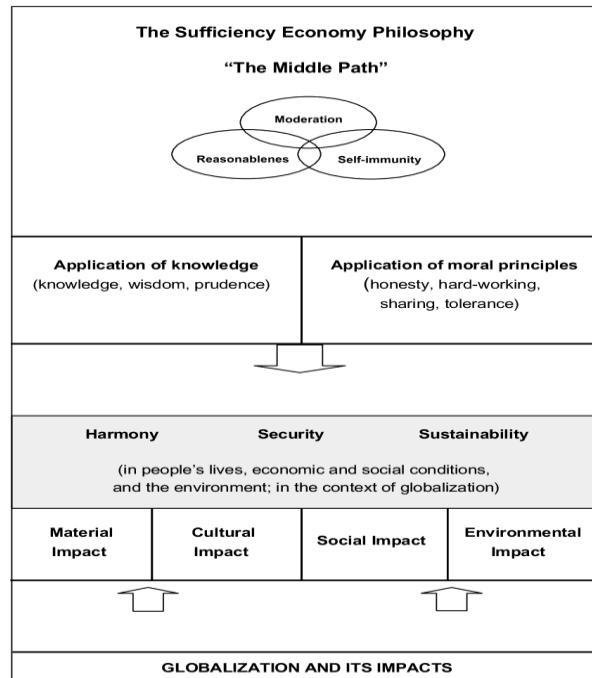 The Sufficiency Economy Philosophy
“The Middle Path”
Moderation
Reasonablenes
Self-immunity
Application of knowledge
(knowledge, wisdom, prudence)
Application of moral principles
(honesty, hard-working,
sharing, tolerance)
Harmony Security Sustainability
(in people’s lives, economic and social conditions,
and the environment; in the context of globalization)
Material
Impact
Cultural
Impact
Social Impact
Environmental
Impact
GLOBALIZATION AND ITS IMPACTS